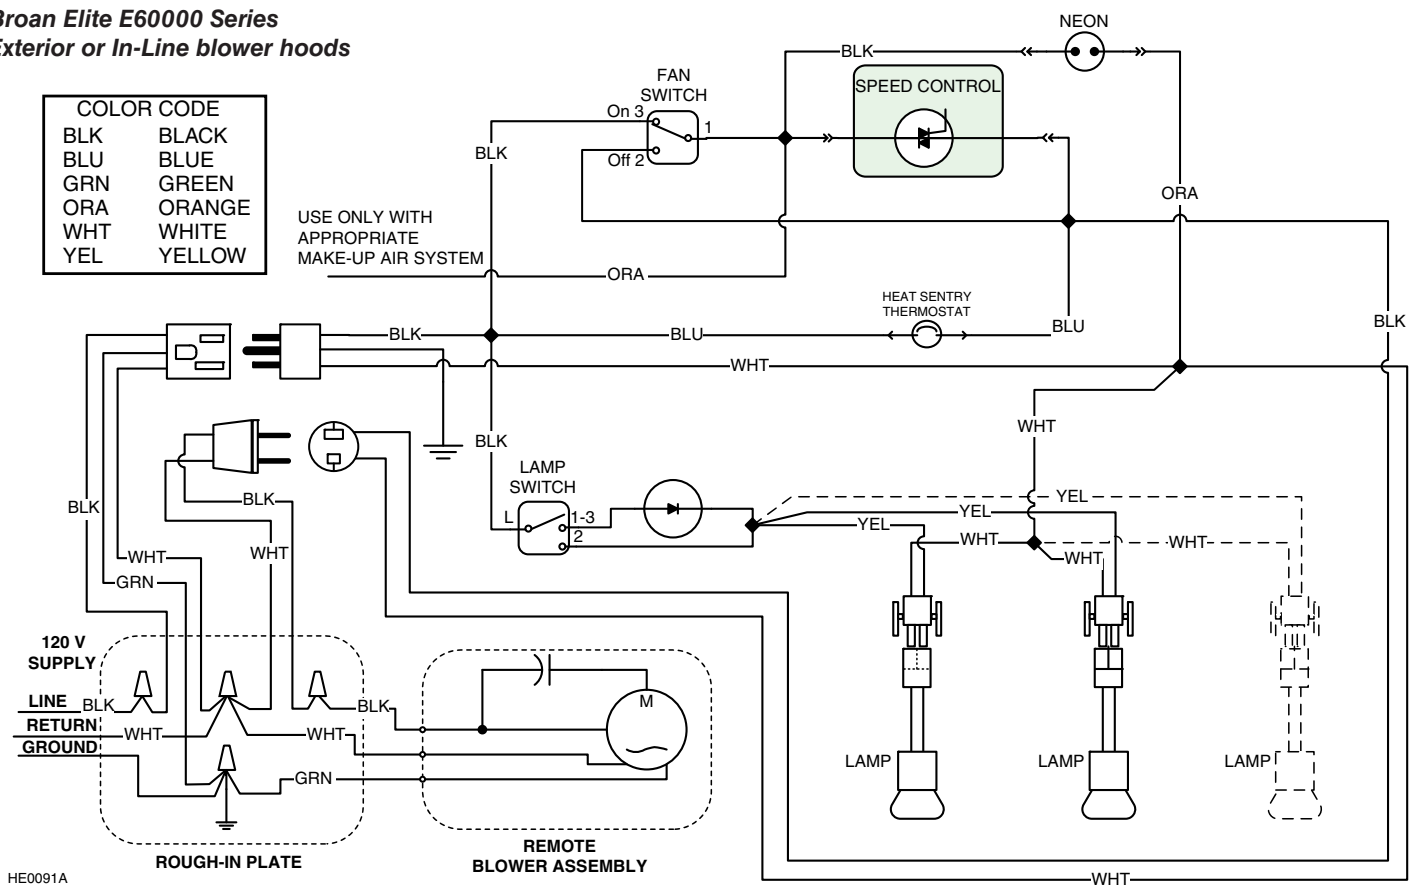 Broan Elite E60000 Series
Exterior or In-Line blower hoods
COLOR CODE
BLK BLACK
BLU BLUE
GRN GREEN
ORA ORANGE
WHT WHITE
YEL YELLOW
NEON
BLK
SPEED CONTROL
FAN
SWITCH
On 3
1
Off 2
BLK
ORA
USE ONLY WITH
APPROPRIATE
MAKE-UP AIR SYSTEM
ORA
HEAT SENTRY
THERMOSTAT
BLK
BLU
BLU
BLK
WHT
WHT
BLK
LAMP
SWITCH
L
1-3
2
YEL
YEL
YEL
WHT
WHT
WHT
BLK
BLK
WHT
WHT
GRN
120 V
SUPPLY
LINE
BLK
RETURN
WHT
GROUND
WHT
BLK
GRN
M
LAMP
LAMP
LAMP
ROUGH-IN PLATE
REMOTE
BLOWER ASSEMBLY
WHT
HE0091A